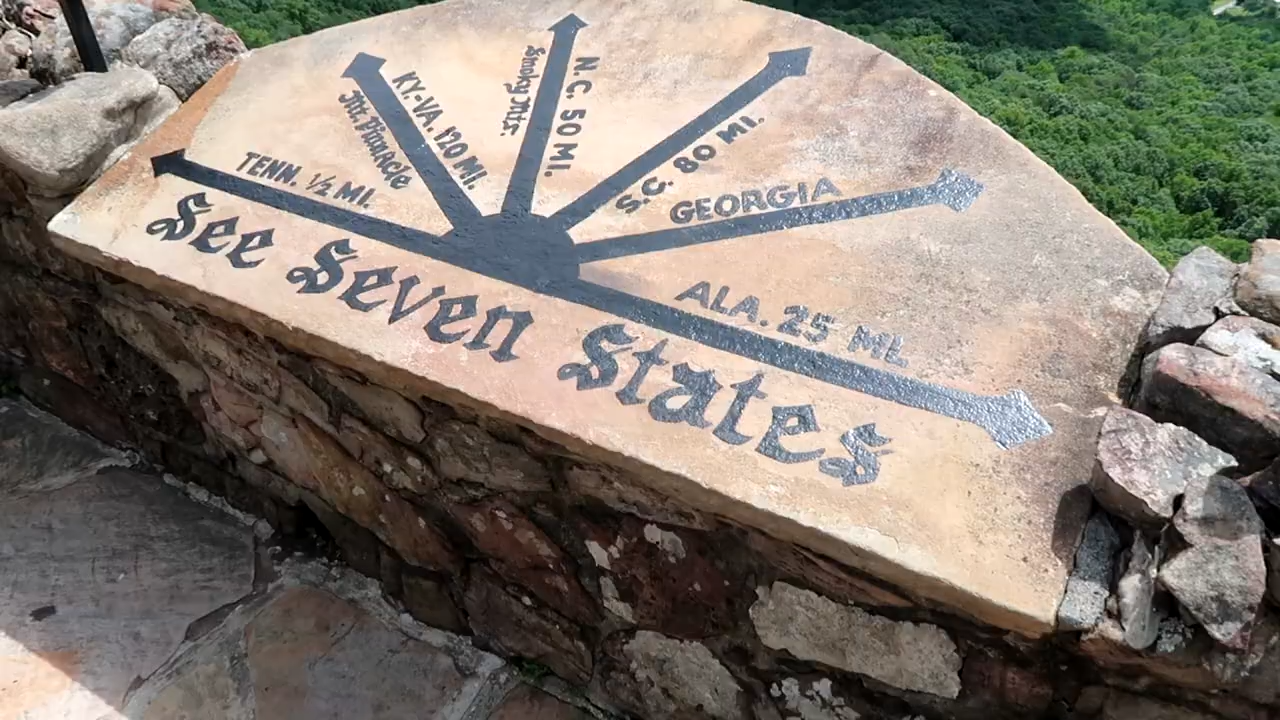 TENN. ½ MI.
KY.-VA. 120 MI.
Mt. Pinnacle
Smoky Mts.
N.C. 50 MI.
S.C. 80 MI.
GEORGIA
ALA. 25 MI.
See Seven States